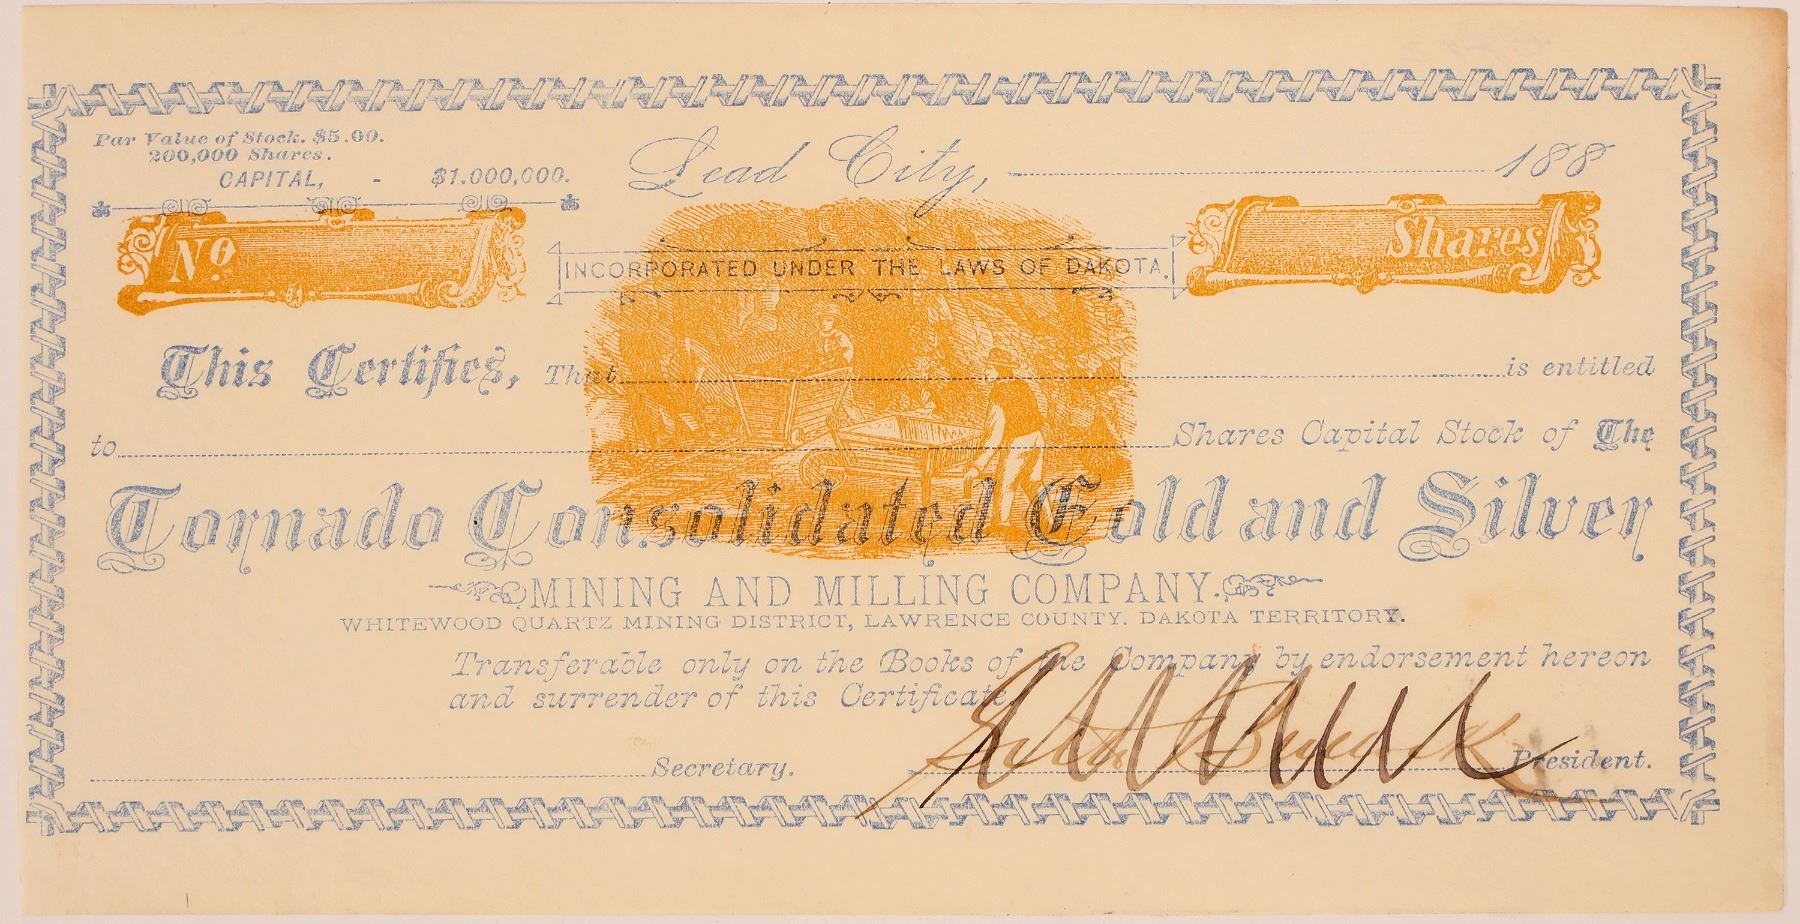 Par Value of Stock. $5.00.
200,000 Shares.
CAPITAL, - $1.000,000.
Lead City, 188
No.
INCORPORATED UNDER THE LAWS OF DAKOTA.
Shares
This Certifies, That is entitled
to Shares Capital Stock of The
Tornado Consolidated Gold and Silver
MINING AND MILLING COMPANY.
WHITEWOOD QUARTZ MINING DISTRICT, LAWRENCE COUNTY. DAKOTA TERRITORY.
Transferable only on the Books of the Company by endorsement hereon
and surrender of this Certificate
Secretary. President.